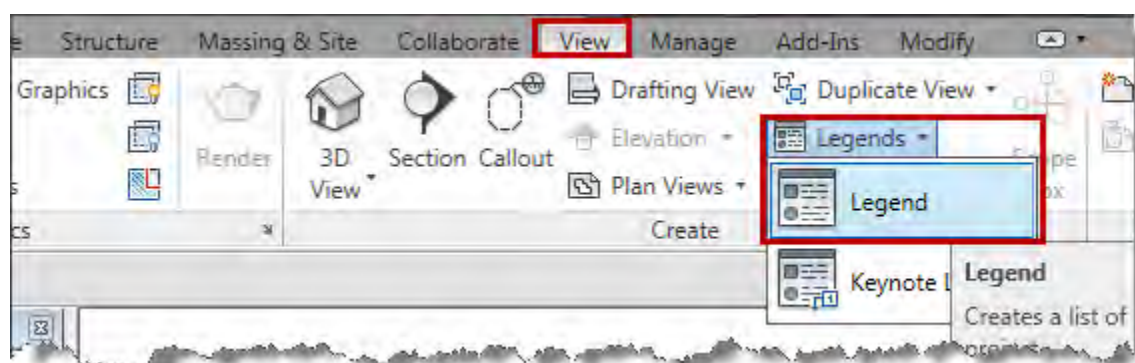 Structure Massing & Site Collaborate View Manage Add-Ins Modify
Graphics
Render
3D
View
Section
Callout
Drafting View
Elevation
Plan Views
Duplicate View
Legends
Legend
Keynote L
Create
Legend
Creates a list of